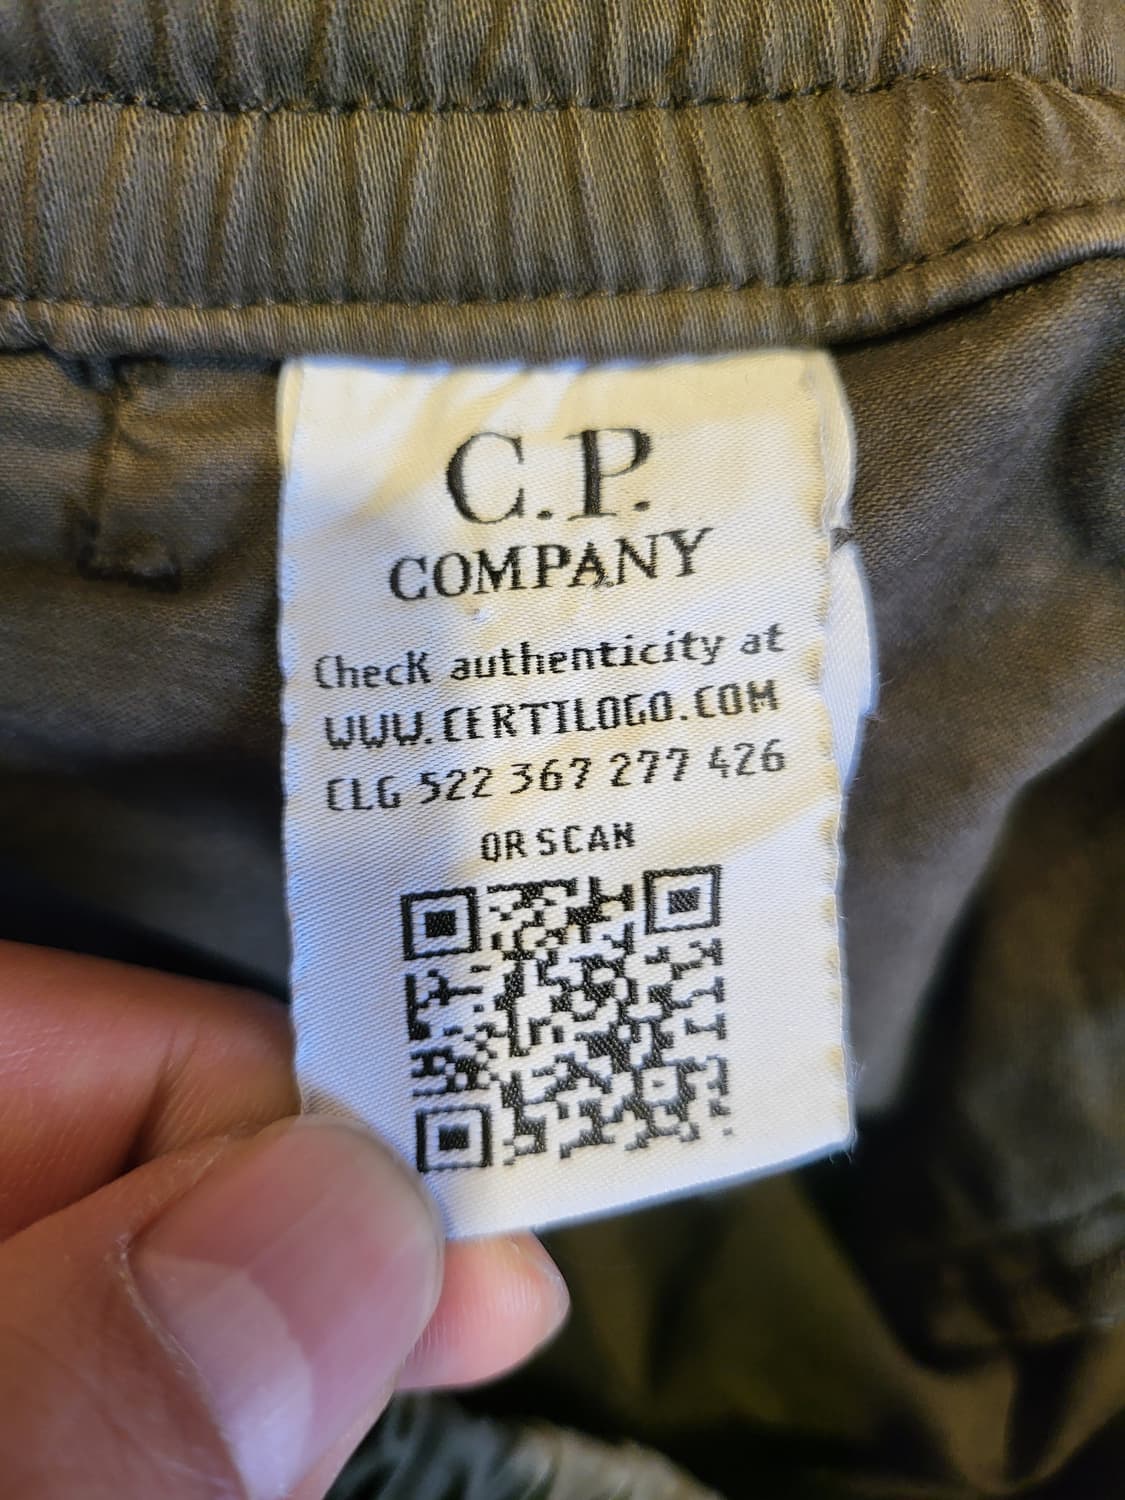 C.P.
COMPANY
Check authenticity at
WWW.CERTILOGO.COM
CLG 522 367 277 426
OR SCAN